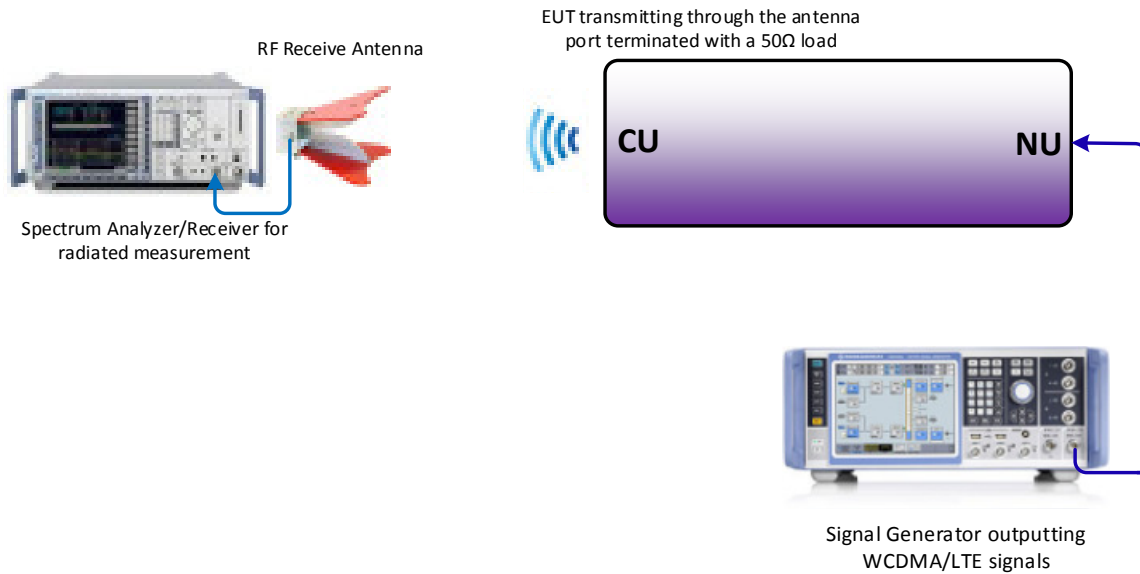 EUT transmitting through the antenna
port terminated with a 50Ω load
RF Receive Antenna
CU
NU
Spectrum Analyzer/Receiver for
radiated measurement
Signal Generator outputting
WCDMA/LTE signals